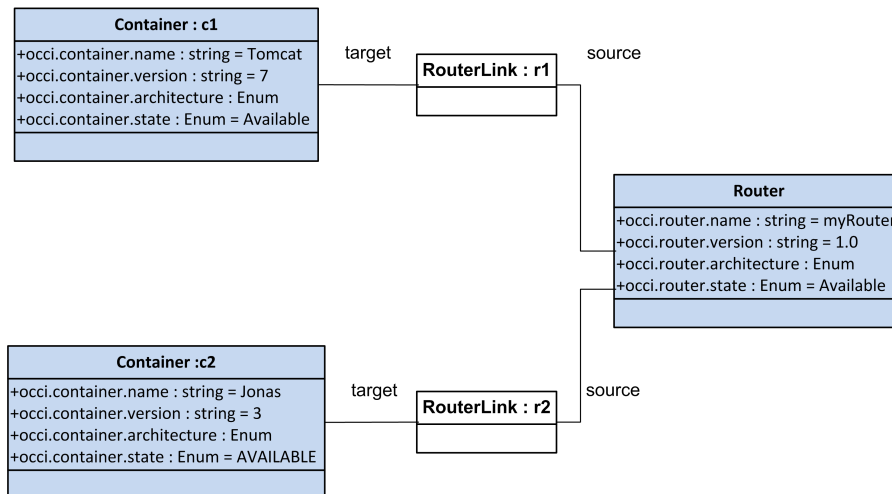 Container : c1
+occi.container.name : string = Tomcat
+occi.container.version : string = 7
+occi.container.architecture : Enum
+occi.container.state : Enum = Available
target
RouterLink : r1
source
Router
+occi.router.name : string = myRouter
+occi.router.version : string = 1.0
+occi.router.architecture : Enum
+occi.router.state : Enum = Available
Container :c2
+occi.container.name : string = Jonas
+occi.container.version : string = 3
+occi.container.architecture : Enum
+occi.container.state : Enum = AVAILABLE
target
RouterLink : r2
source